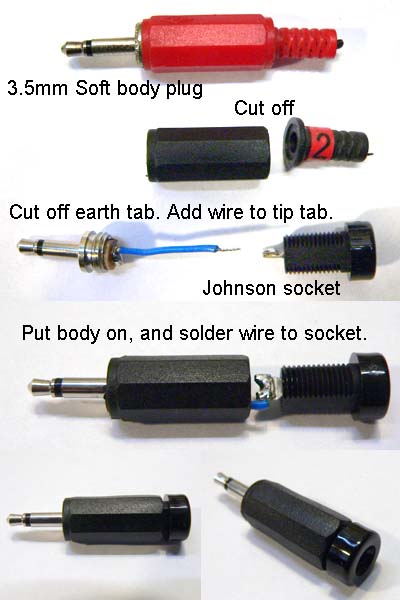 3.5mm Soft body plug
Cut off
2
Cut off earth tab. Add wire to tip tab.
Johnson socket
Put body on, and solder wire to socket.